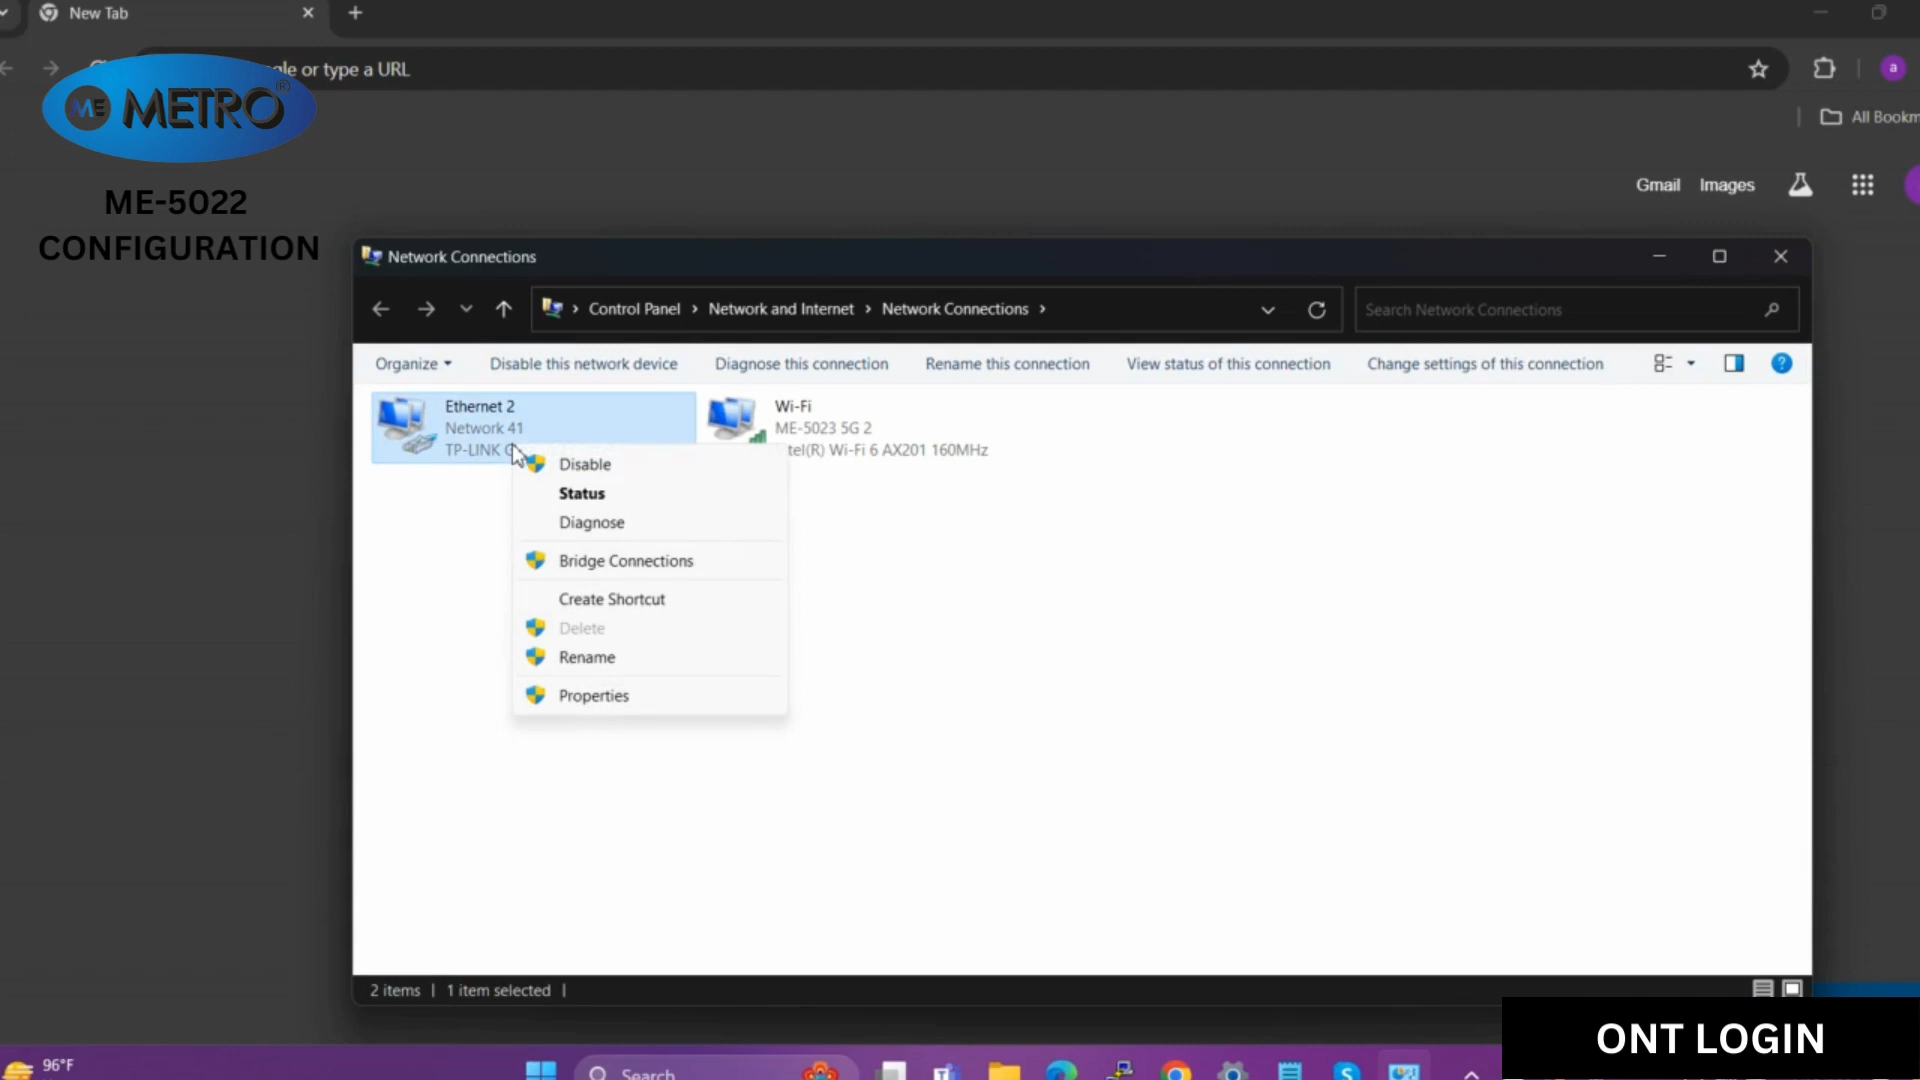 New Tab
gle or type a URL
All Bookm
a
ME METRO ®
ME-5022
CONFIGURATION
Gmail Images
Network Connections
Control Panel > Network and Internet > Network Connections >
Search Network Connections
Organize
Disable this network device
Diagnose this connection
Rename this connection
View status of this connection
Change settings of this connection
Ethernet 2
Network 41
TP-LINK
Wi-Fi
ME-5023 5G 2
tel(R) Wi-Fi 6 AX201 160MHz
Disable
Status
Diagnose
Bridge Connections
Create Shortcut
Delete
Rename
Properties
2 items | 1 item selected |
ONT LOGIN
96°F
Search